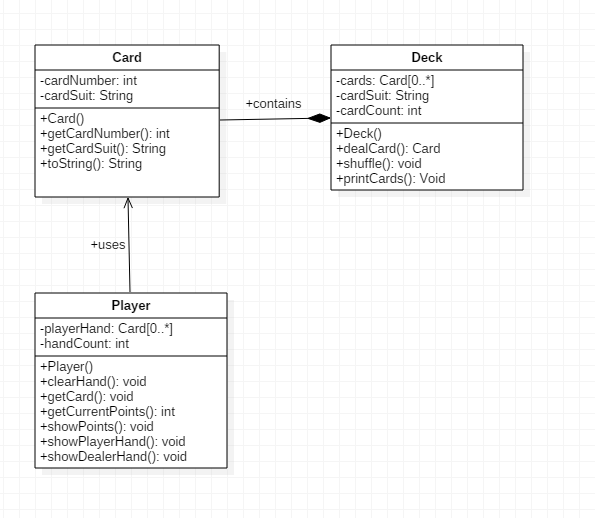 Card
-cardNumber: int
-cardSuit: String
+Card()
+getCardNumber(): int
+getCardSuit(): String
+toString(): String
+contains
Deck
-cards: Card[0..*]
-cardSuit: String
-cardCount: int
+Deck()
+dealCard(): Card
+shuffle(): void
+printCards(): Void
+uses
Player
-playerHand: Card[0..*]
-handCount: int
+Player()
+clearHand(): void
+getCard(): void
+getCurrentPoints(): int
+showPoints(): void
+showPlayerHand(): void
+showDealerHand(): void